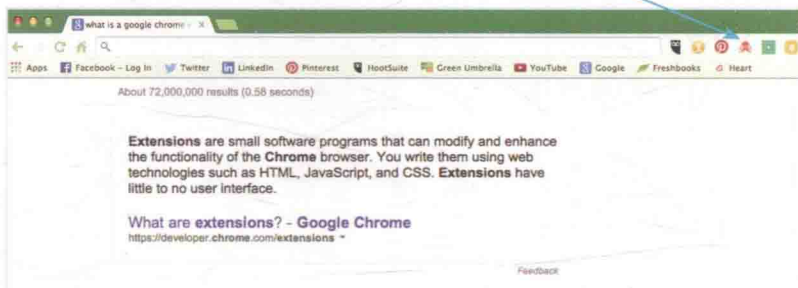 what is a google chrome -
Apps Facebook – Log In Twitter LinkedIn Pinterest HootSuite Green Umbrella YouTube Google Freshbooks Heart
About 72,000,000 results (0.58 seconds)
Extensions are small software programs that can modify and enhance
the functionality of the Chrome browser. You write them using web
technologies such as HTML, JavaScript, and CSS. Extensions have
little to no user interface.
What are extensions? - Google Chrome
https://developer.chrome.com/extensions
Feedback